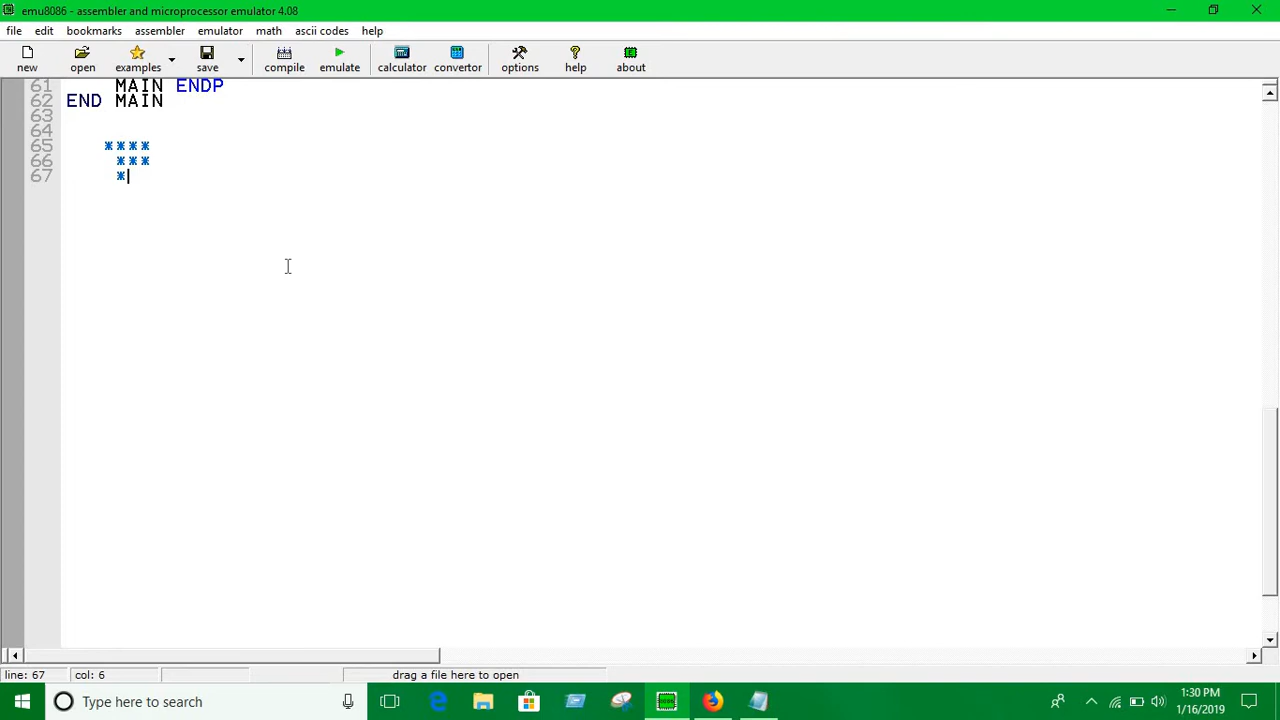 emu8086 - assembler and microprocessor emulator 4.08
file edit bookmarks assembler emulator math ascii codes help
new open examples save compile emulate calculator convertor options help about
61 MAIN ENDP
62 END MAIN
63
64
65 ****
66 ***
67 *
line: 67 col: 6 drag a file here to open
Type here to search
1:30 PM
1/16/2019